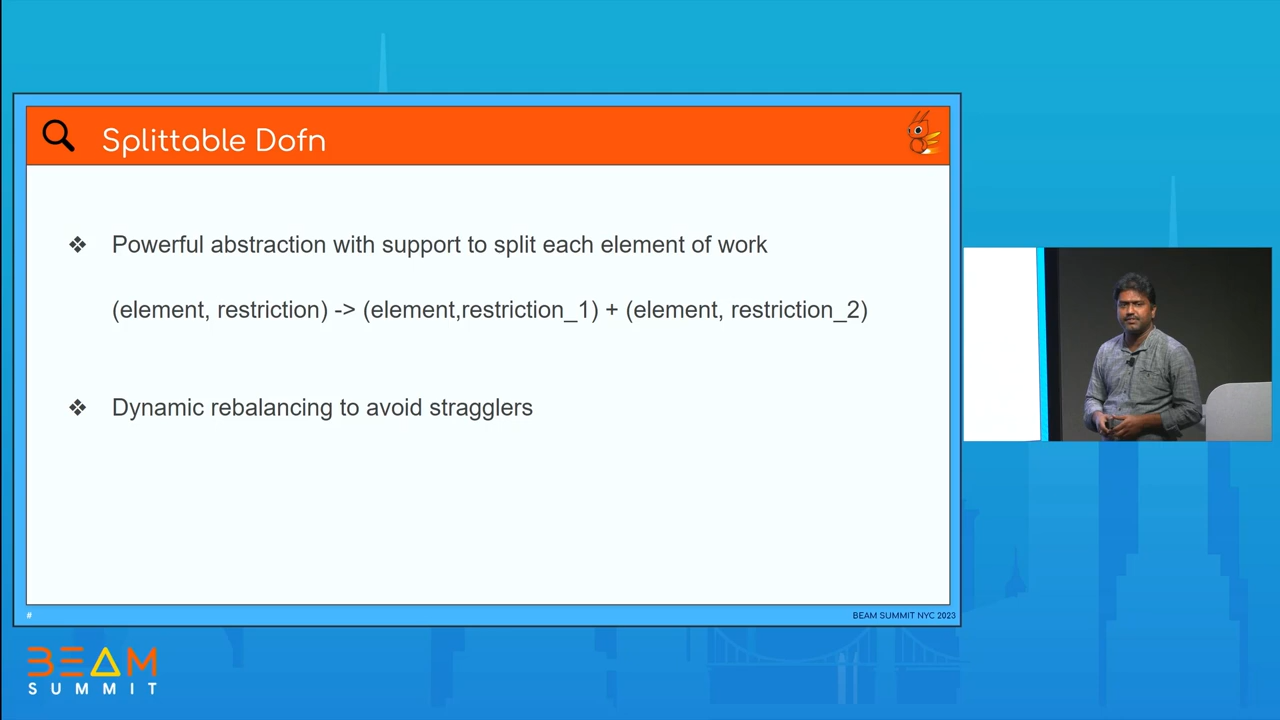 Splittable Dofn
❖ Powerful abstraction with support to split each element of work
(element, restriction) -> (element,restriction_1) + (element, restriction_2)
❖ Dynamic rebalancing to avoid stragglers
#
BEAM SUMMIT NYC 2023
BEAM
SUMMIT